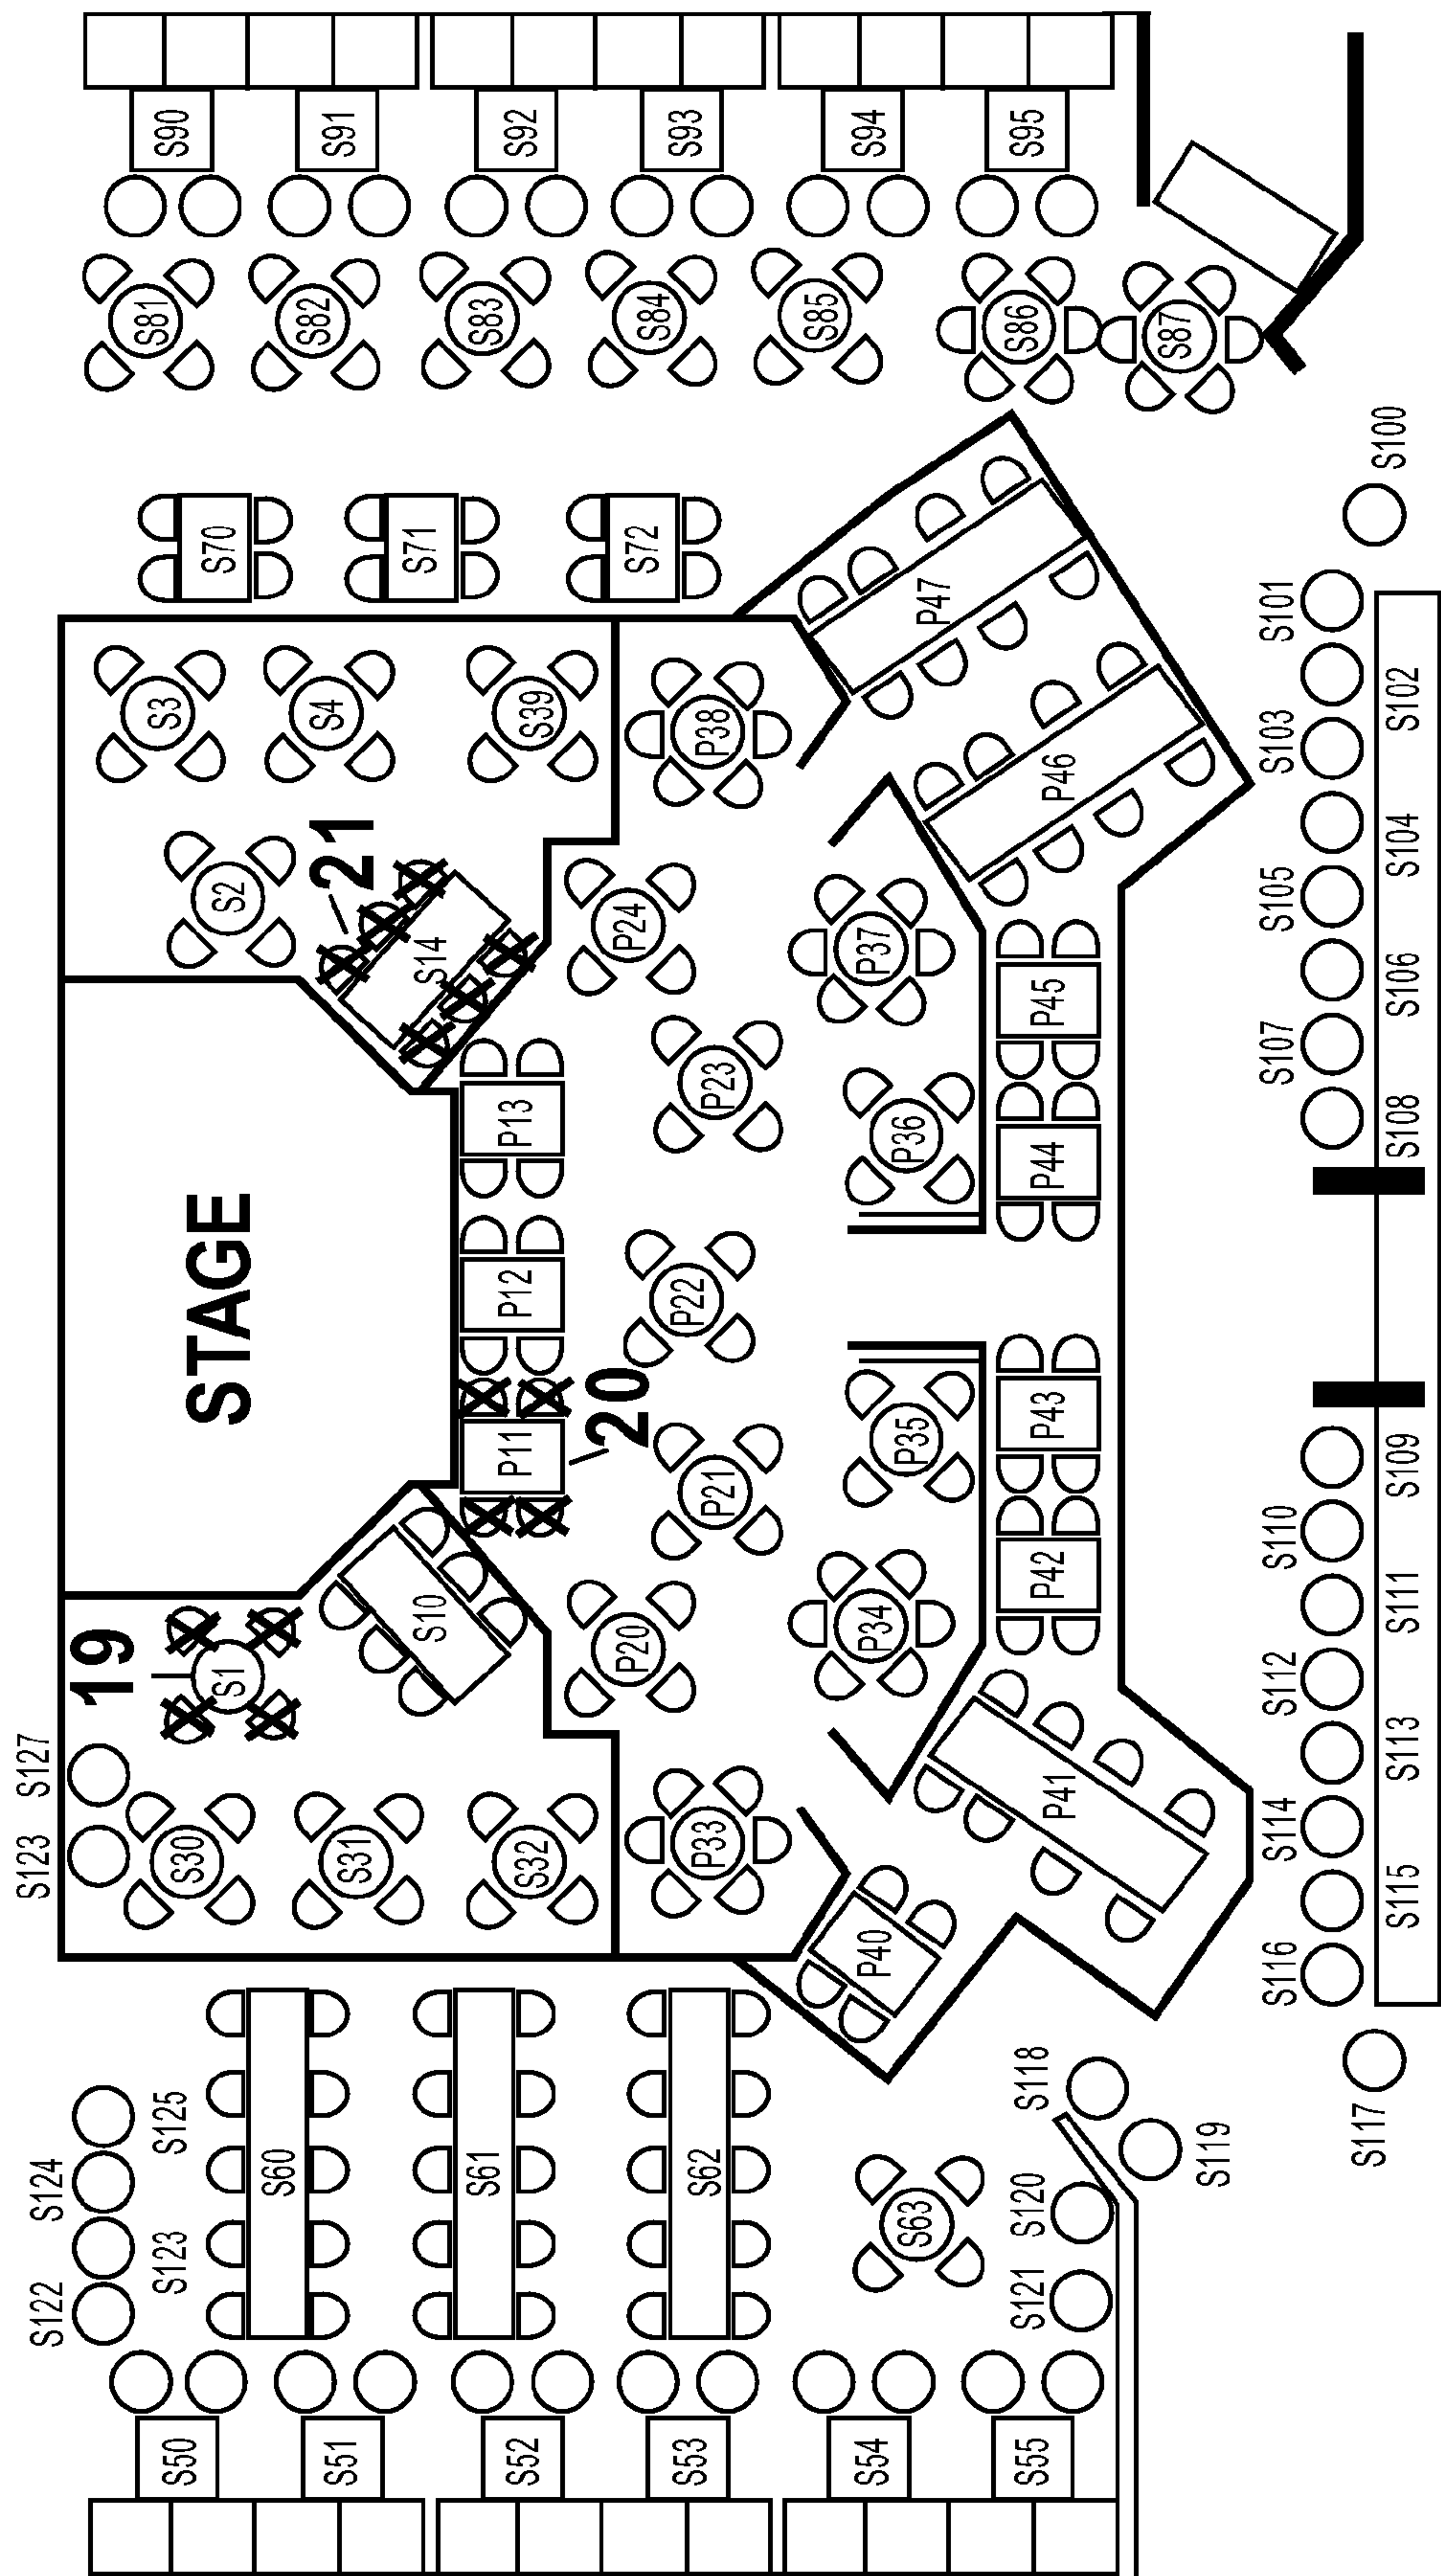 S90
S91
S92
S93
S94
S95
S81
S82
S83
S84
S85
S86
S87
S100
S70
S71
S72
S3
S4
S39
P38
P47
P46
S101
S102
S103
S104
S105
S106
S107
S108
S2
21
S14
P24
P37
P45
P23
P13
P36
P44
STAGE
P12
P22
20
P11
P21
P35
P43
S109
S110
S111
S112
S113
S114
S115
S116
S117
19
S1
S10
P20
P34
P42
S127
S123
S30
S31
S32
P33
P41
P40
S118
S119
S120
S121
S125
S124
S123
S122
S60
S61
S62
S63
S50
S51
S52
S53
S54
S55